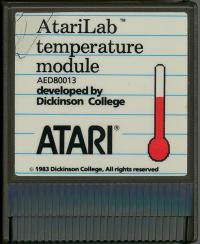 AtariLab™
temperature
module
AED80013
developed by
Dickinson College
ATARI®
© 1983 Dickinson College, All rights reserved